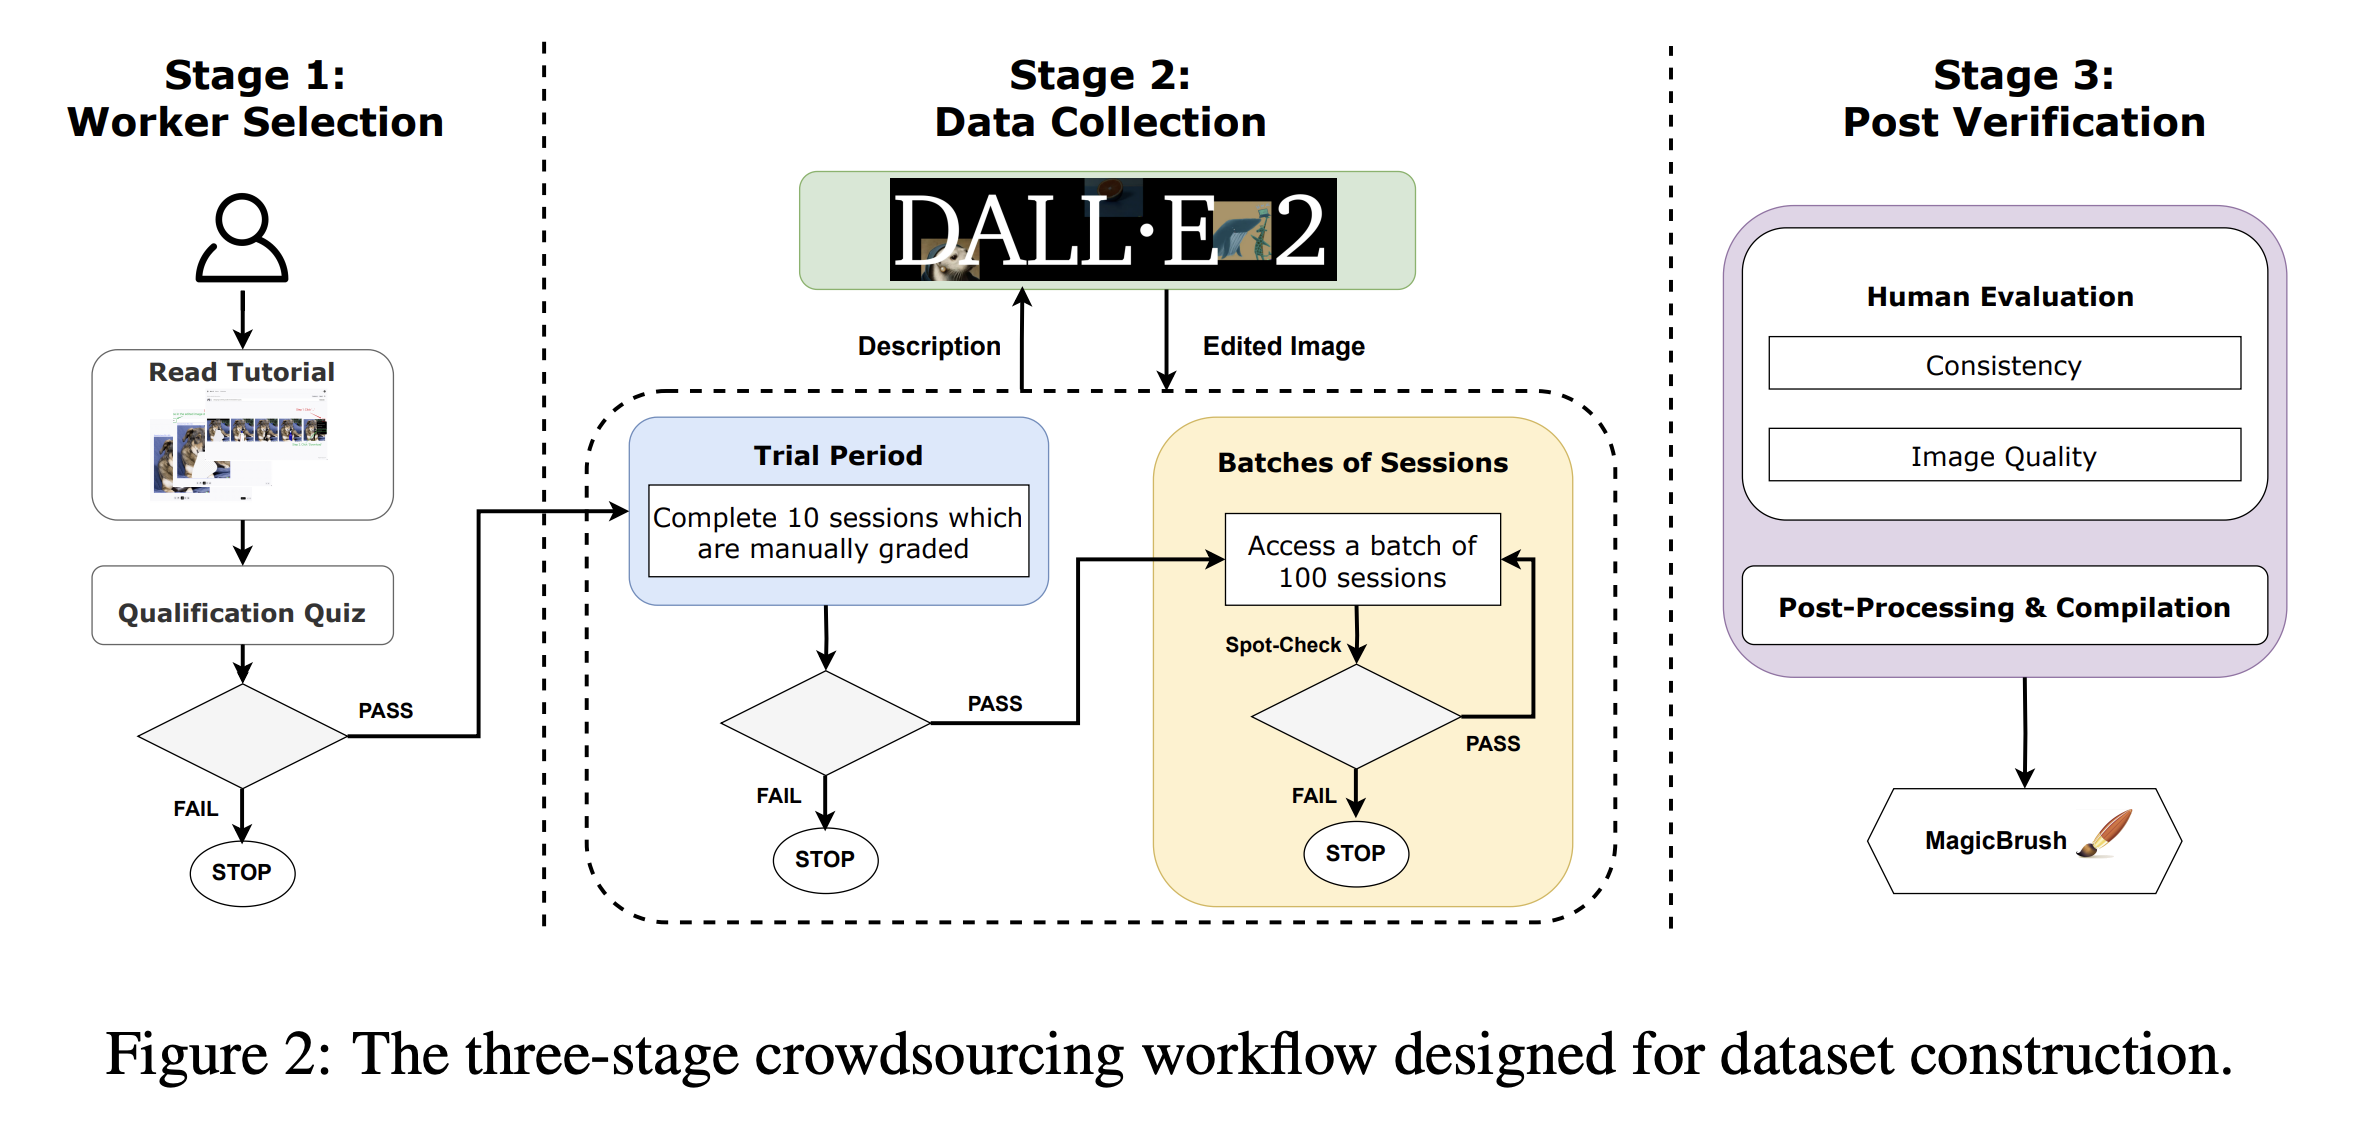 Stage 1:
Worker Selection
Read Tutorial
Qualification Quiz
PASS
FAIL
STOP
Stage 2:
Data Collection
DALL·E 2
Description
Edited Image
Trial Period
Complete 10 sessions which
are manually graded
PASS
FAIL
STOP
Batches of Sessions
Access a batch of
100 sessions
Spot-Check
PASS
FAIL
STOP
Stage 3:
Post Verification
Human Evaluation
Consistency
Image Quality
Post-Processing & Compilation
MagicBrush
Figure 2: The three-stage crowdsourcing workflow designed for dataset construction.